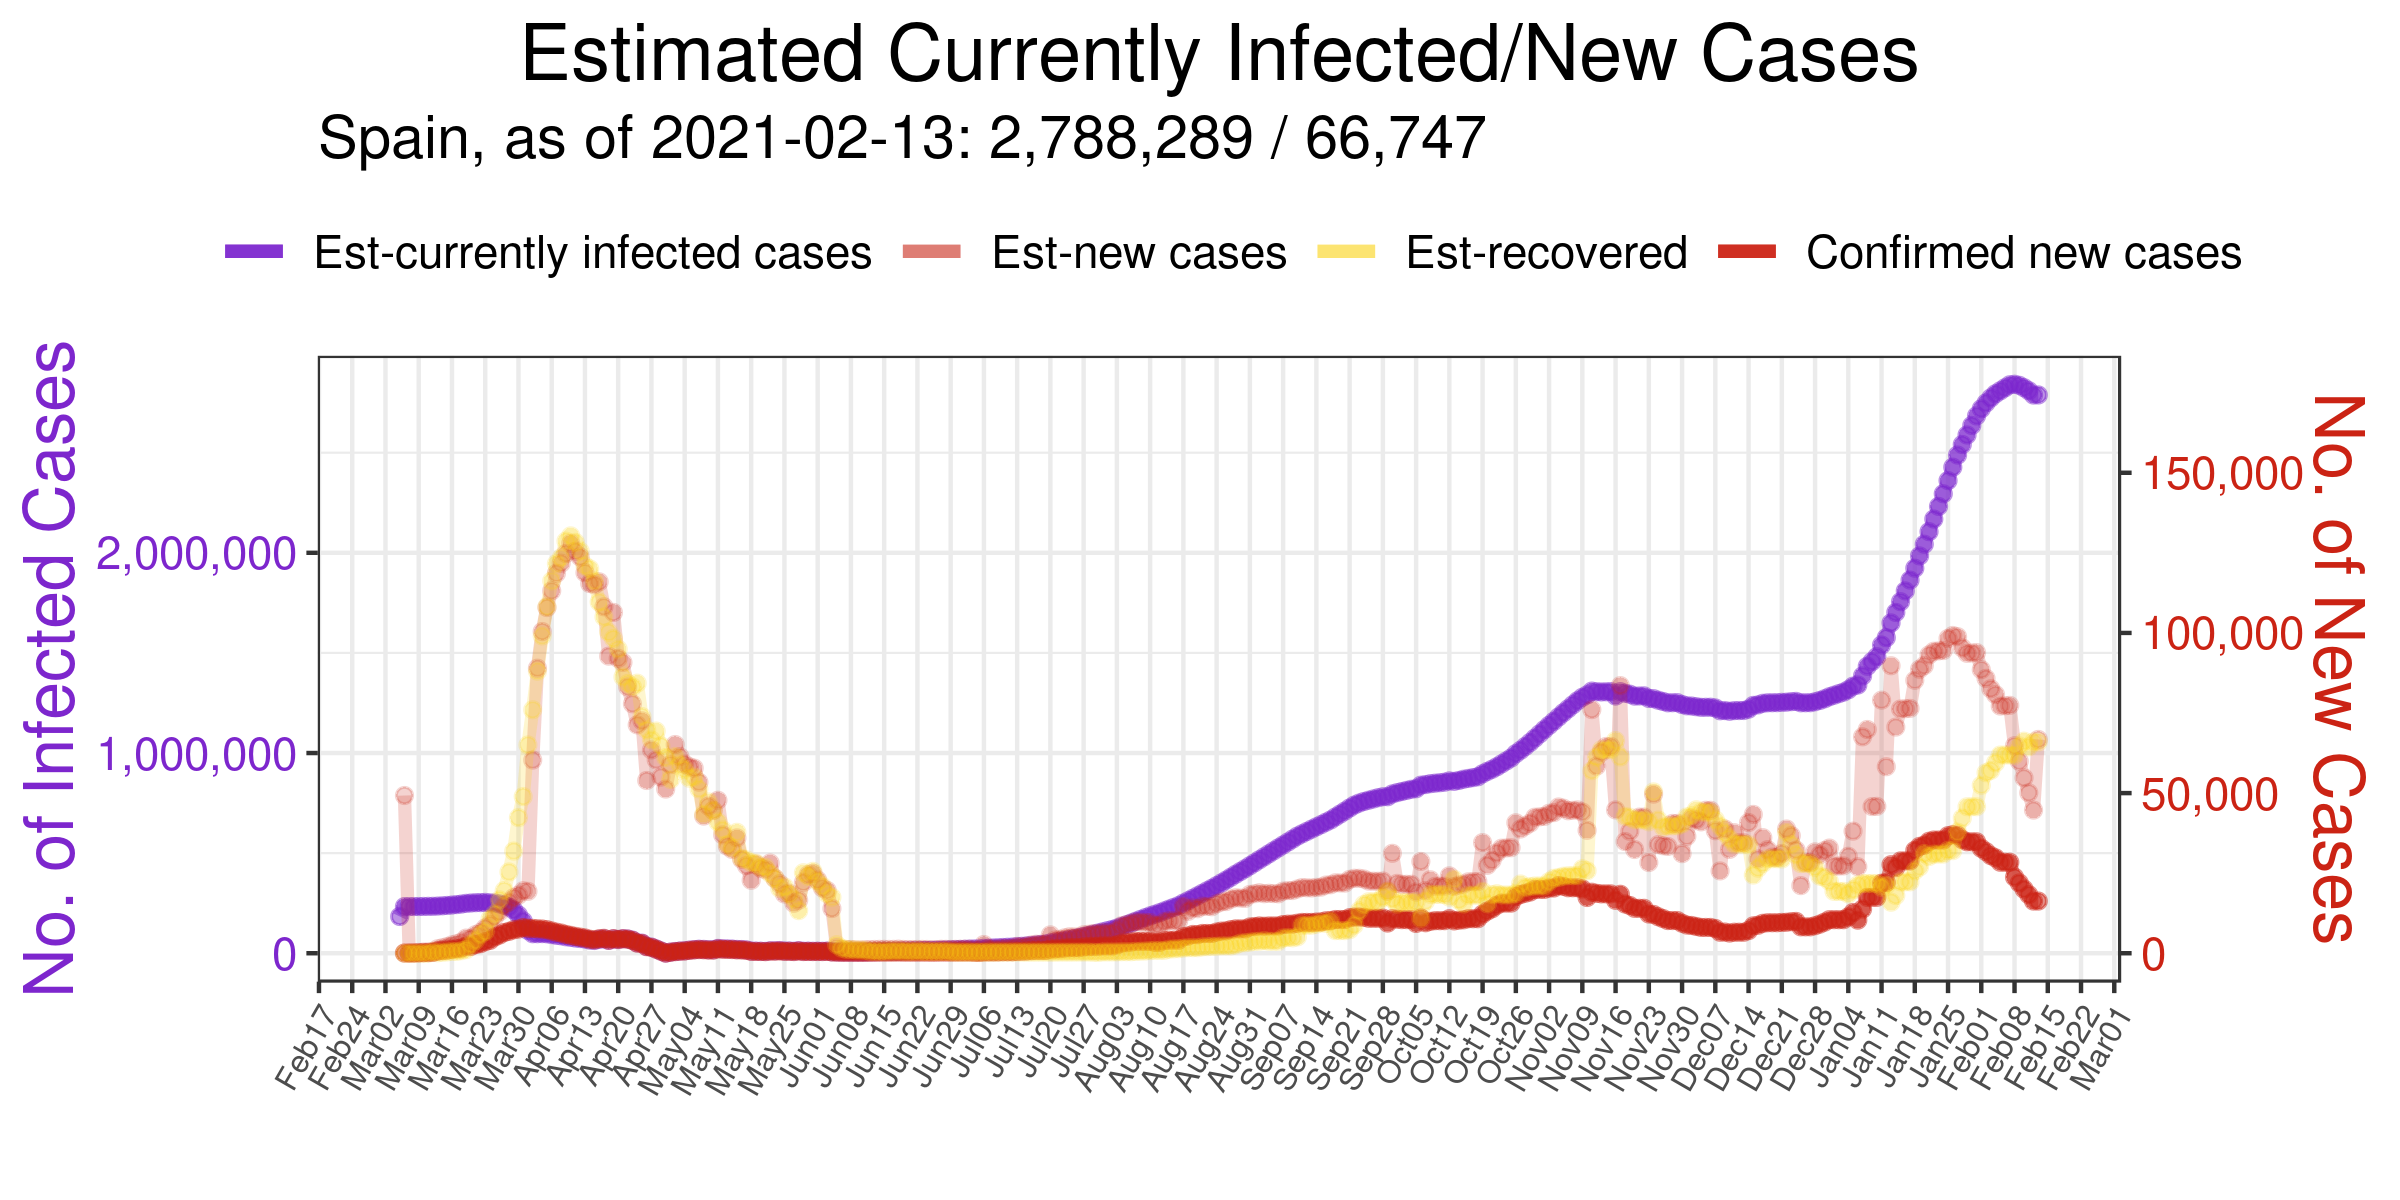 Estimated Currently Infected/New Cases
Spain, as of 2021-02-13: 2,788,289 / 66,747
Est-currently infected cases Est-new cases Est-recovered Confirmed new cases
No. of Infected Cases
2,000,000
1,000,000
0
150,000
100,000
50,000
0
No. of New Cases
Feb17 Feb24 Mar02 Mar09 Mar16 Mar23 Mar30 Apr06 Apr13 Apr20 Apr27 May04 May11 May18 May25 Jun01 Jun08 Jun15 Jun22 Jun29 Jul06 Jul13 Jul20 Jul27 Aug03 Aug10 Aug17 Aug24 Aug31 Sep07 Sep14 Sep21 Sep28 Oct05 Oct12 Oct19 Oct26 Nov02 Nov09 Nov16 Nov23 Nov30 Dec07 Dec14 Dec21 Dec28 Jan04 Jan11 Jan18 Jan25 Feb01 Feb08 Feb15 Feb22 Mar01